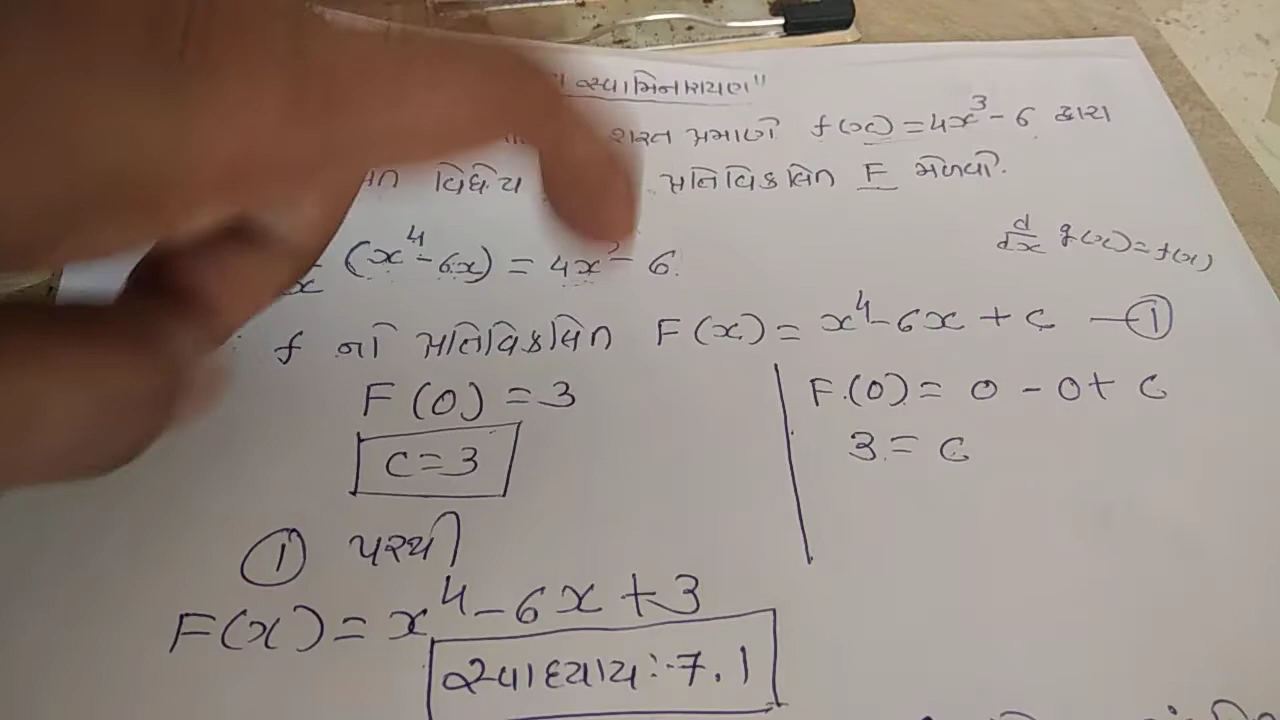 સ્વામિનારાયણ"
શરત પ્રમાણે f(x) = 4x³ - 6 દ્વારા
વિધેય પ્રતિવિકલિત F મેળવો.
d/dx g(x) = f(x)
(x⁴ - 6x) = 4x - 6.
f નો પ્રતિવિકલિત F(x) = x⁴ - 6x + c —①
F(0) = 3
C = 3
F(0) = 0 - 0 + C
3 = C
① પરથી
F(x) = x⁴ - 6x + 3
સ્વાધ્યાય :- 7.1